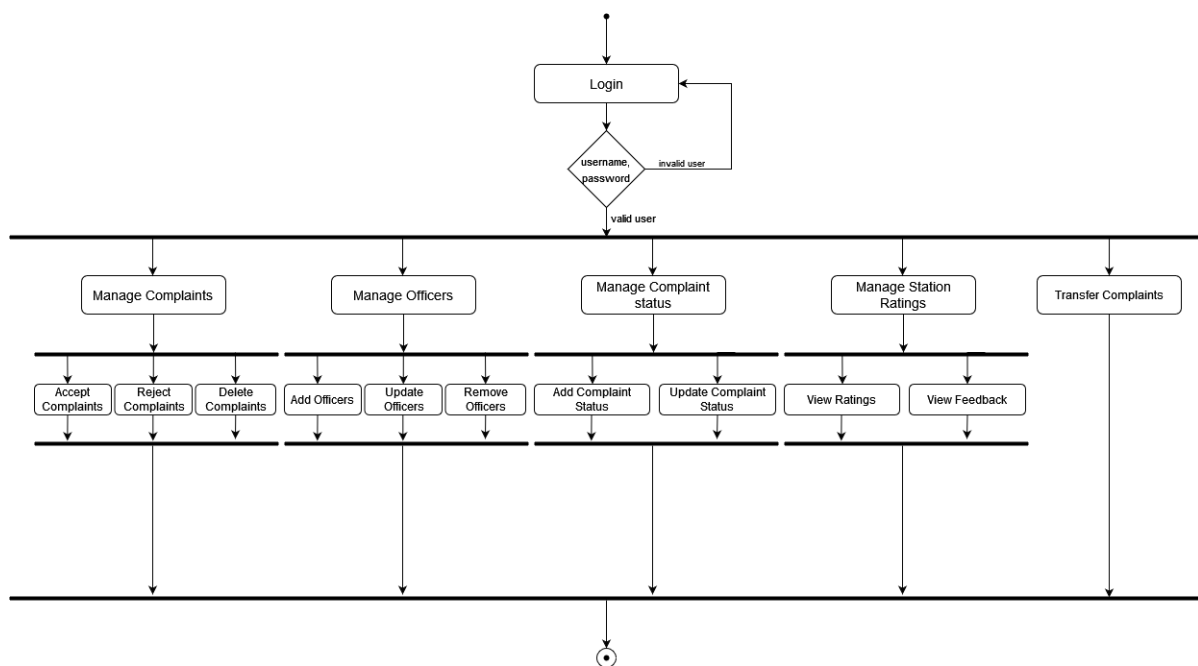 Login
username,
password
invalid user
valid user
Manage Complaints
Manage Officers
Manage Complaint
status
Manage Station
Ratings
Transfer Complaints
Accept
Complaints
Reject
Complaints
Delete
Complaints
Add Officers
Update
Officers
Remove
Officers
Add Complaint
Status
Update Complaint
Status
View Ratings
View Feedback